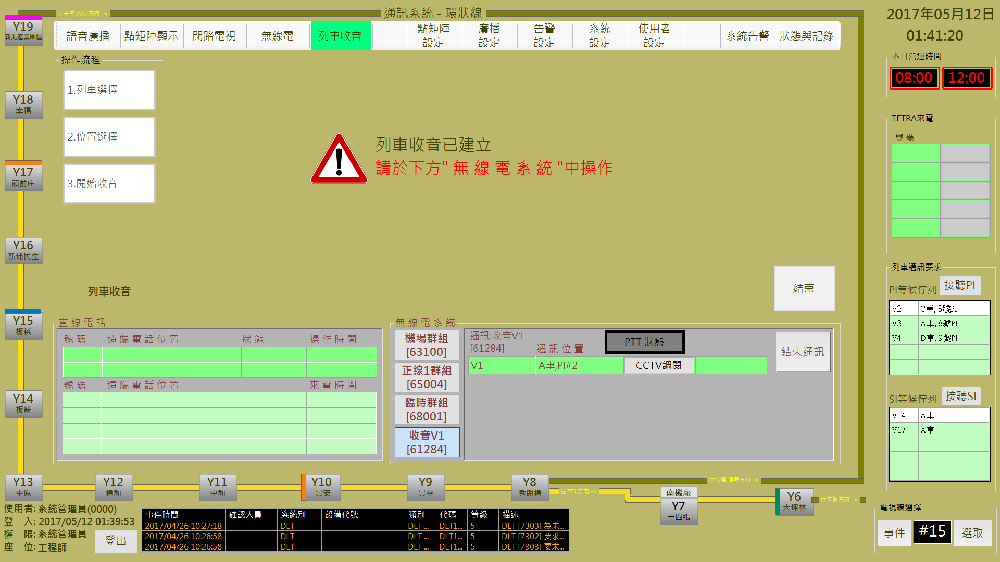 往士林,內湖方向 ->
通訊系統 - 環狀線
2017年05月12日
01:41:20
Y19
新北產業園區
語音廣播
點矩陣顯示
閉路電視
無線電
列車收音
點矩陣
設定
廣播
設定
告警
設定
系統
設定
使用者
設定
系統告警
狀態與記錄
本日營運時間
08:00
12:00
操作流程
1.列車選擇
2.位置選擇
3.開始收音
列車收音
Y18
幸福
Y17
頭前庄
Y16
新埔民生
Y15
板橋
Y14
板新
列車收音已建立
請於下方" 無 線 電 系 統 "中操作
結束
TETRA來電
號 碼
列車通訊要求
PI等候佇列
接聽PI
V2 C車,3號PI
V3 A車,8號PI
V4 D車,9號PI
SI等候佇列
接聽SI
V14 A車
V17 A車
直 線 電 話
號 碼 遠 端 電 話 位 置 狀 態 操 作 時 間
號 碼 遠 端 電 話 位 置 來 電 時 間
無 線 電 系 統
機場群組
[63100]
正線1群組
[65004]
臨時群組
[68001]
收音V1
[61284]
通訊:收音V1
[61284]
通 訊 位 置
PTT 狀態
V1 A車,PI#2 CCTV調閱
結束通訊
Y13
中原
Y12
橋和
Y11
中和
Y10
景安
Y9
景平
Y8
秀朗橋
往公館,信義方向 ->
往木柵方向 ->
南機廠
Y7
十四張
Y6
大坪林
往木柵方向 ->
使用者: 系統管理員(0000)
登 入: 2017/05/12 01:39:53
權 限: 系統管理員
座 位: 工程師
登出
事件時間 確認人員 系統別 設備代號 類別 代碼 等級 描述
2017/04/26 10:27:18 DLT DLT ... DLT1... 5 DLT [7303] 為未...
2017/04/26 10:26:58 DLT DLT ... DLT1... 5 DLT [7302] 要求...
2017/04/26 10:26:58 DLT DLT ... DLT1... 5 DLT [7303] 要求...
電視牆選擇
事件
#15
選取